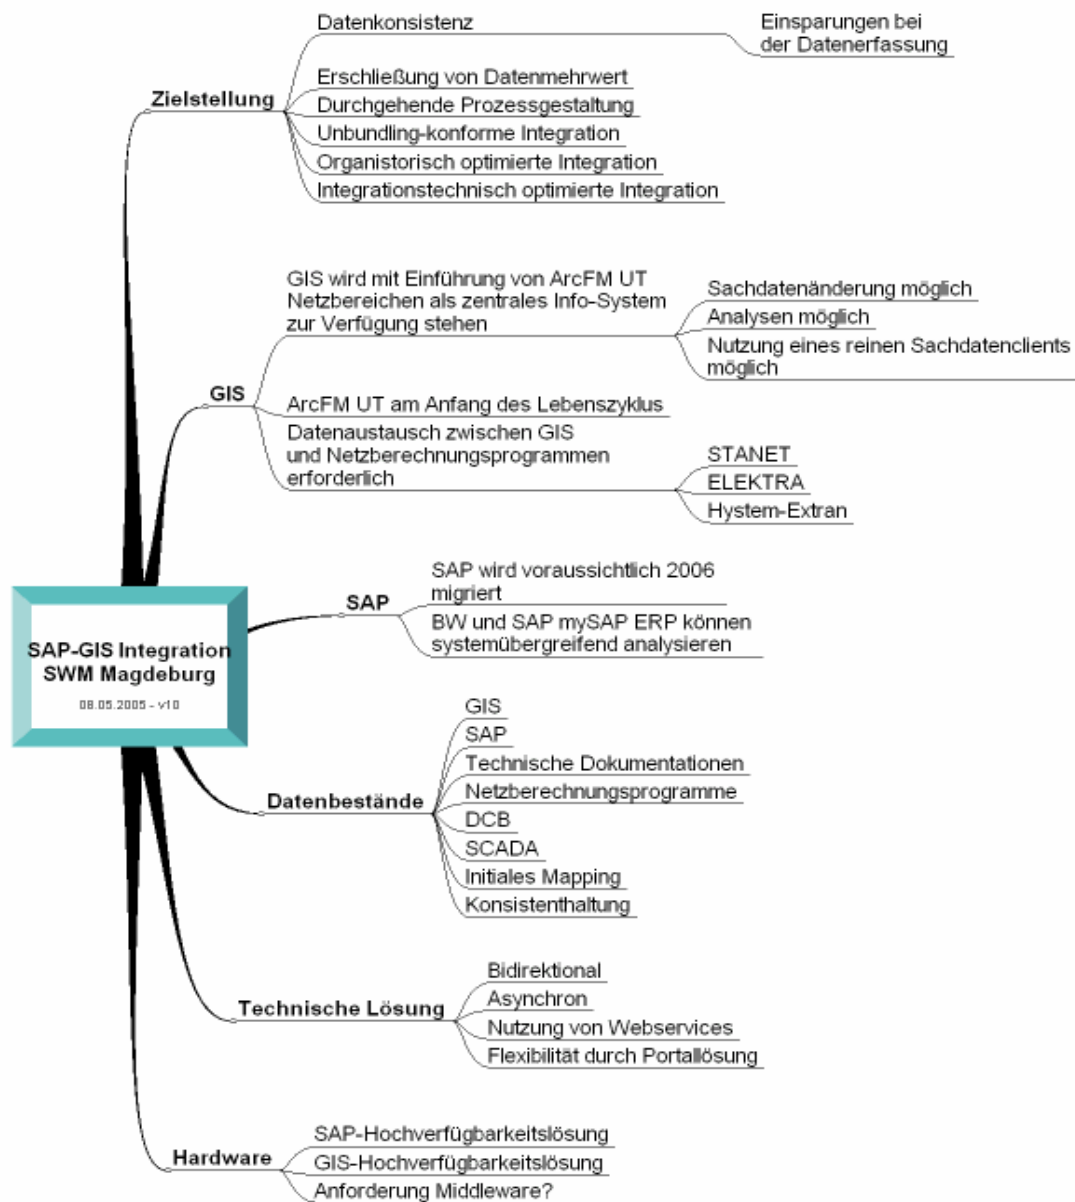 Datenkonsistenz
Einsparungen bei
der Datenerfassung
Erschließung von Datenmehrwert
Zielstellung
Durchgehende Prozessgestaltung
Unbundling-konforme Integration
Organistorisch optimierte Integration
Integrationstechnisch optimierte Integration
GIS wird mit Einführung von ArcFM UT
Netzbereichen als zentrales Info-System
zur Verfügung stehen
Sachdatenänderung möglich
Analysen möglich
Nutzung eines reinen Sachdatenclients
möglich
GIS
ArcFM UT am Anfang des Lebenszyklus
Datenaustausch zwischen GIS
und Netzberechnungsprogrammen
erforderlich
STANET
ELEKTRA
Hystem-Extran
SAP
SAP wird voraussichtlich 2006
migriert
BW und SAP mySAP ERP können
systemübergreifend analysieren
SAP-GIS Integration
SWM Magdeburg
08.05.2005 - v10
Datenbestände
GIS
SAP
Technische Dokumentationen
Netzberechnungsprogramme
DCB
SCADA
Initiales Mapping
Konsistenthaltung
Technische Lösung
Bidirektional
Asynchron
Nutzung von Webservices
Flexibilität durch Portallösung
Hardware
SAP-Hochverfügbarkeitslösung
GIS-Hochverfügbarkeitslösung
Anforderung Middleware?